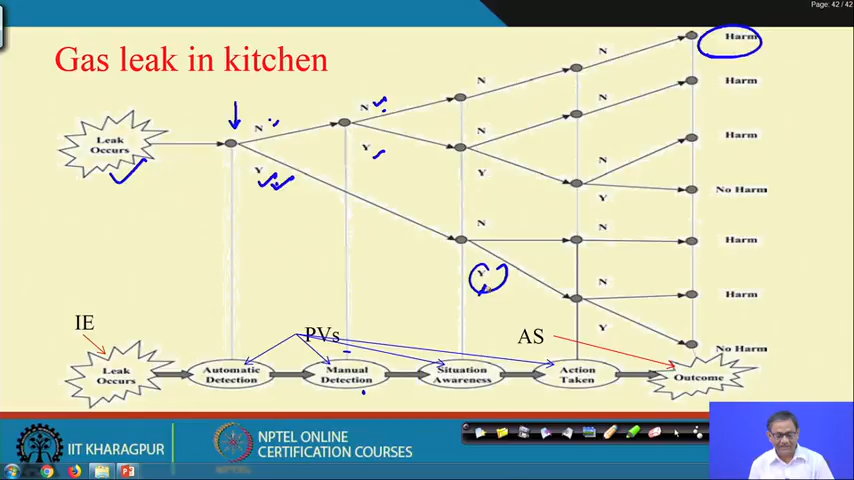 Page: 42 / 42
Gas leak in kitchen
N
Harm
N
N
N
Harm
N
N
Leak
Occurs
N
Harm
Y
Y
N
Y
Y
No Harm
N
Harm
Y
N
Harm
IE
PVs
AS
Y
No Harm
Leak
Occurs
Automatic
Detection
Manual
Detection
Situation
Awareness
Action
Taken
Outcome
IIT KHARAGPUR
NPTEL ONLINE
CERTIFICATION COURSES